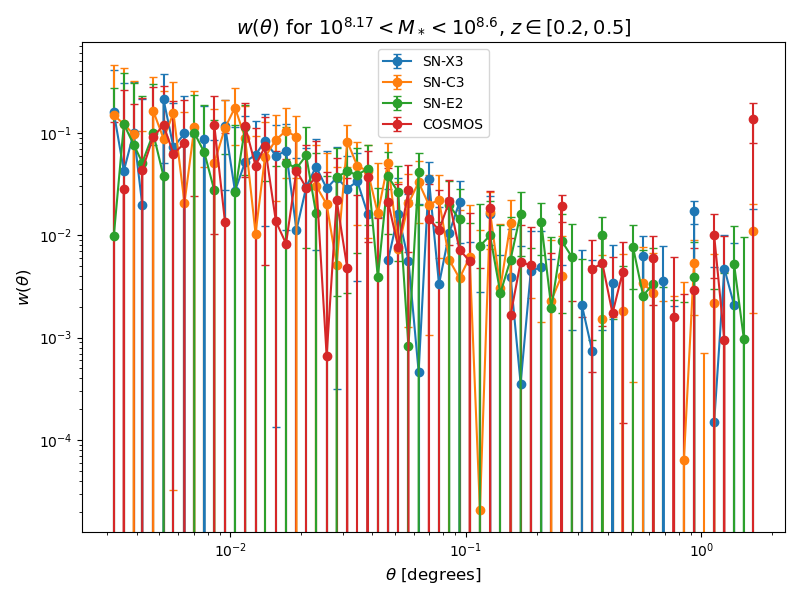 w(θ) for 10^8.17 < M_* < 10^8.6, z ∈ [0.2, 0.5]
SN-X3
SN-C3
SN-E2
COSMOS
w(θ)
10^−1
10^−2
10^−3
10^−4
10^−2
10^−1
10^0
θ [degrees]